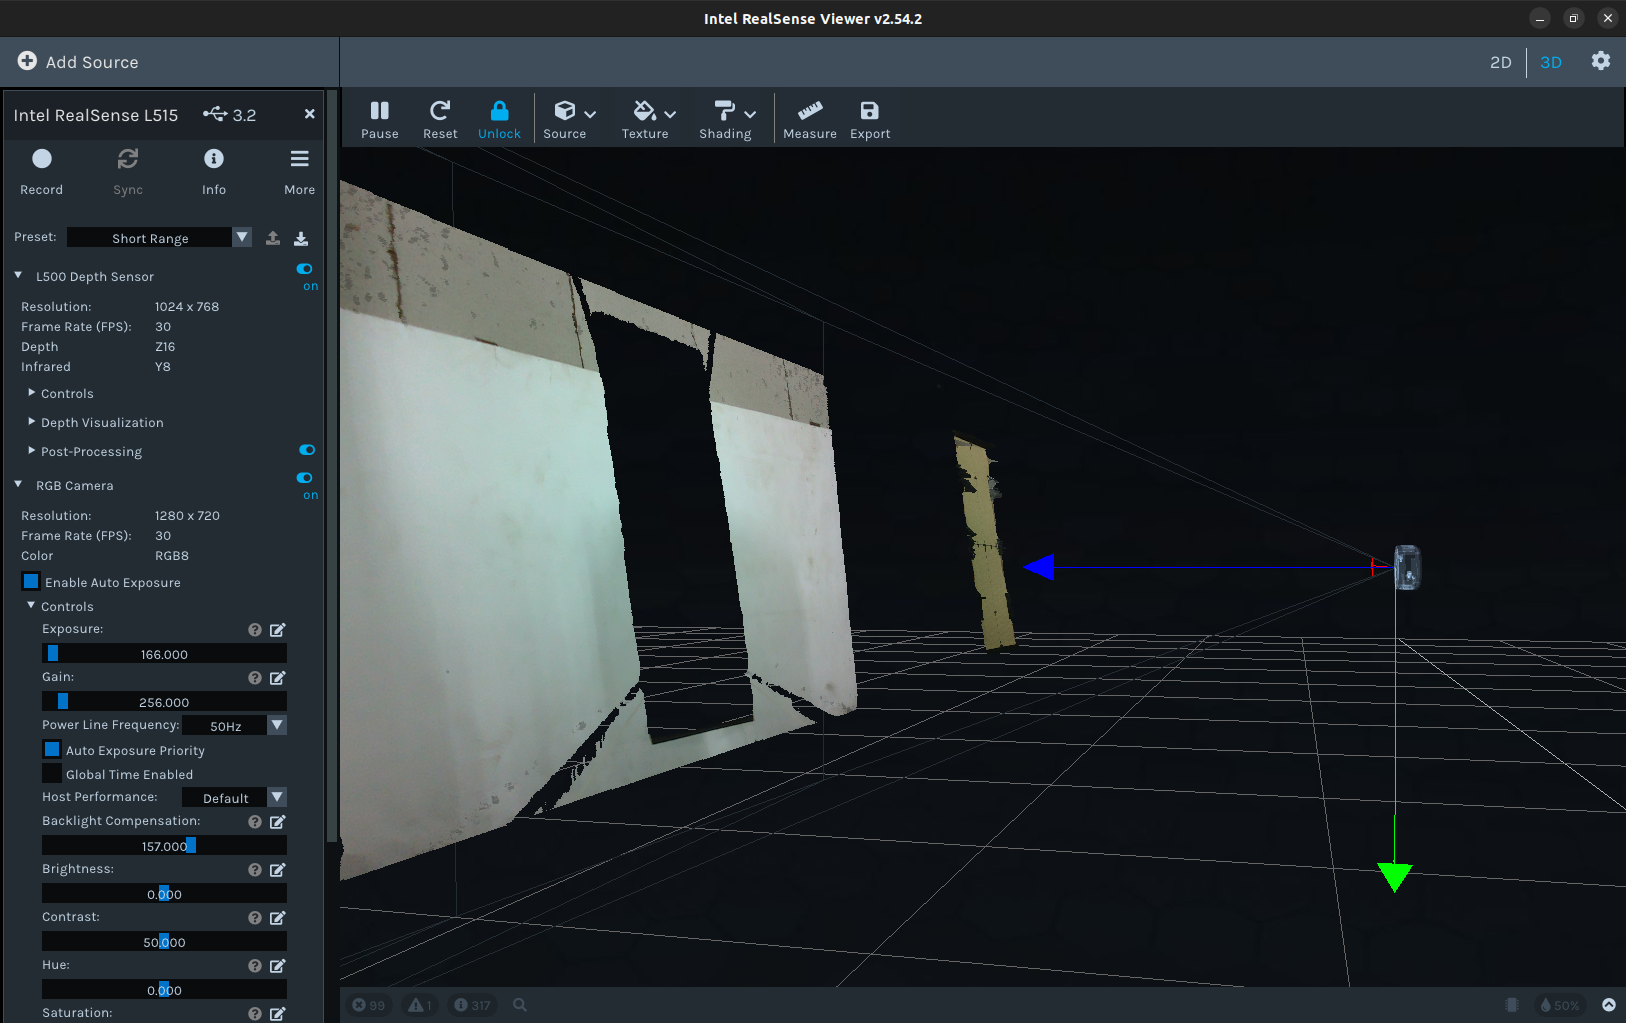 Intel RealSense Viewer v2.54.2
Add Source
2D
3D
Intel RealSense L515
3.2
Pause
Reset
Unlock
Source
Texture
Shading
Measure
Export
Record
Sync
Info
More
Preset:
Short Range
L500 Depth Sensor
on
Resolution: 1024 x 768
Frame Rate (FPS): 30
Depth Z16
Infrared Y8
Controls
Depth Visualization
Post-Processing
RGB Camera
on
Resolution: 1280 x 720
Frame Rate (FPS): 30
Color RGB8
Enable Auto Exposure
Controls
Exposure:
166.000
Gain:
256.000
Power Line Frequency: 50Hz
Auto Exposure Priority
Global Time Enabled
Host Performance: Default
Backlight Compensation:
157.000
Brightness:
0.000
Contrast:
50.000
Hue:
0.000
Saturation:
99
1
317
50%